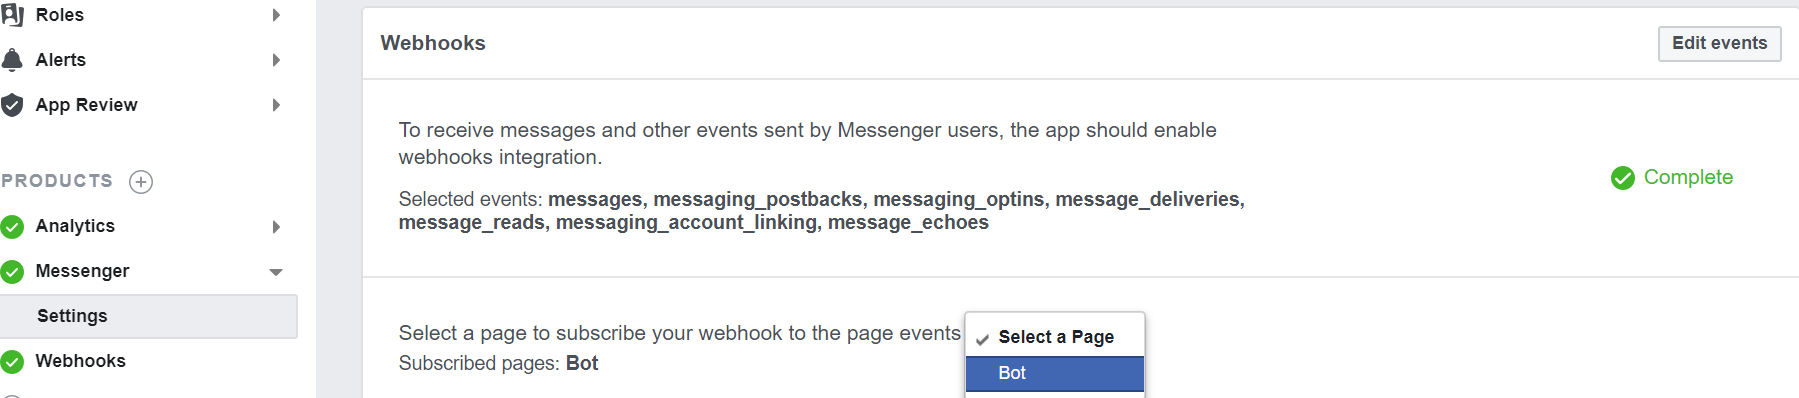 Roles
Alerts
App Review
PRODUCTS
Analytics
Messenger
Settings
Webhooks
Webhooks
Edit events
To receive messages and other events sent by Messenger users, the app should enable
webhooks integration.
Selected events: messages, messaging_postbacks, messaging_optins, message_deliveries,
message_reads, messaging_account_linking, message_echoes
Complete
Select a page to subscribe your webhook to the page events
Subscribed pages: Bot
Select a Page
Bot